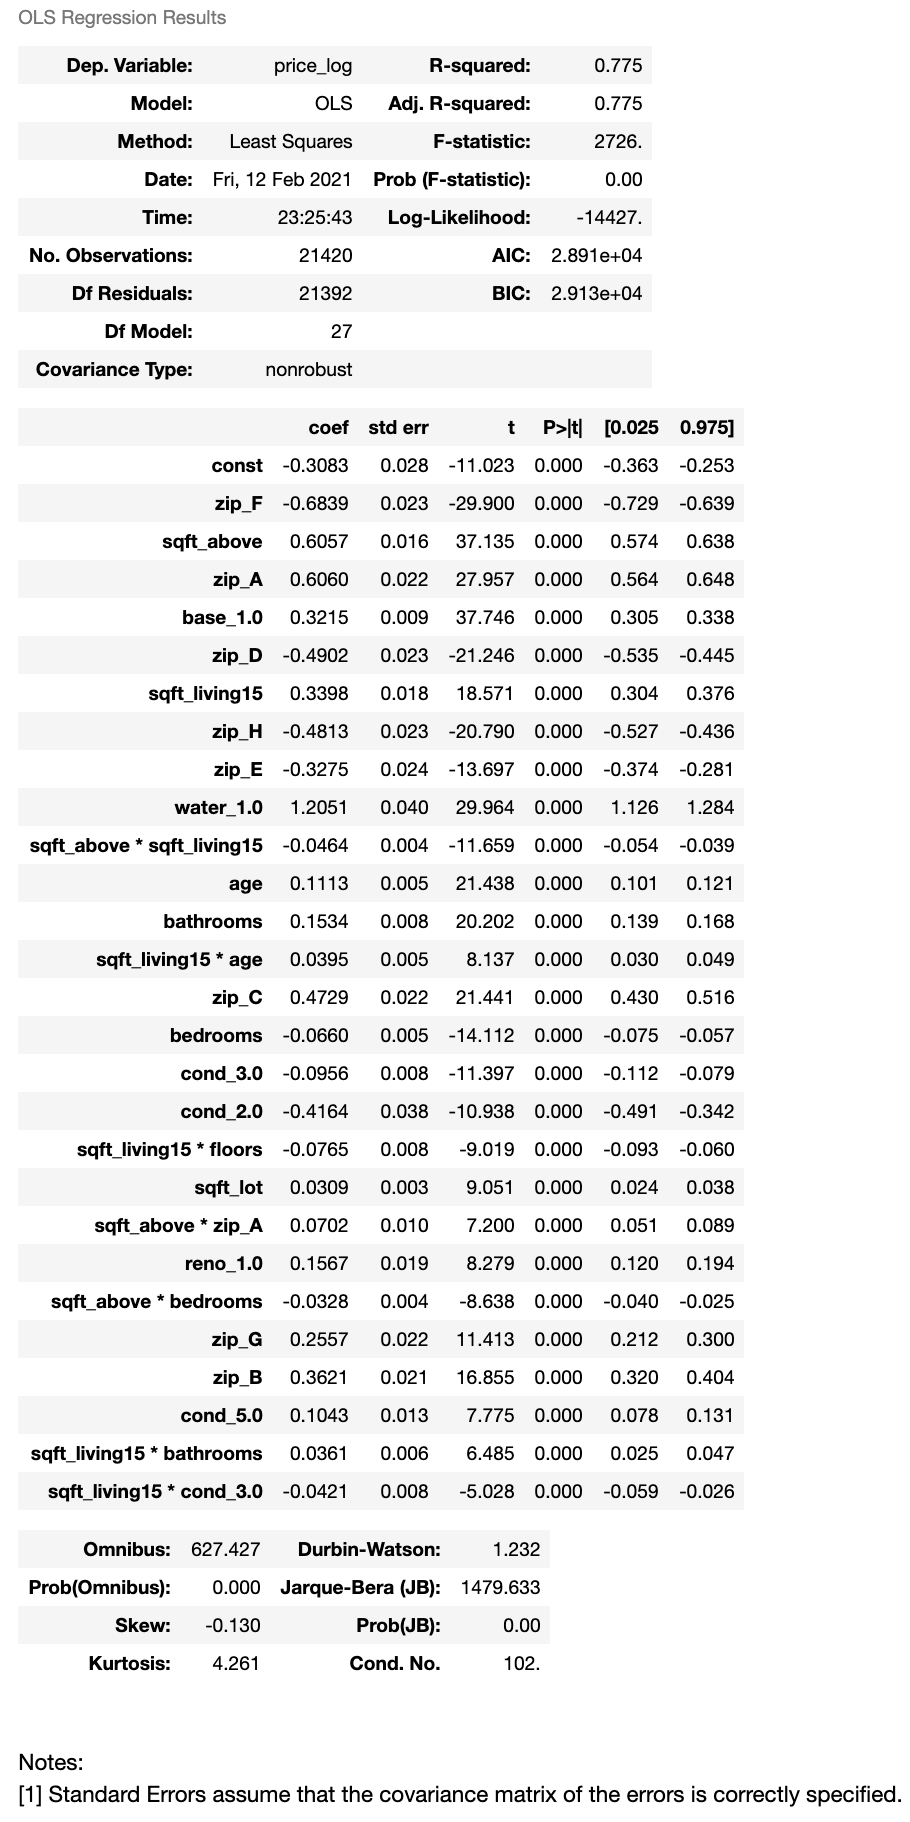 OLS Regression Results
Dep. Variable: price_log R-squared: 0.775
Model: OLS Adj. R-squared: 0.775
Method: Least Squares F-statistic: 2726.
Date: Fri, 12 Feb 2021 Prob (F-statistic): 0.00
Time: 23:25:43 Log-Likelihood: -14427.
No. Observations: 21420 AIC: 2.891e+04
Df Residuals: 21392 BIC: 2.913e+04
Df Model: 27
Covariance Type: nonrobust
coef std err t P>|t| [0.025 0.975]
const -0.3083 0.028 -11.023 0.000 -0.363 -0.253
zip_F -0.6839 0.023 -29.900 0.000 -0.729 -0.639
sqft_above 0.6057 0.016 37.135 0.000 0.574 0.638
zip_A 0.6060 0.022 27.957 0.000 0.564 0.648
base_1.0 0.3215 0.009 37.746 0.000 0.305 0.338
zip_D -0.4902 0.023 -21.246 0.000 -0.535 -0.445
sqft_living15 0.3398 0.018 18.571 0.000 0.304 0.376
zip_H -0.4813 0.023 -20.790 0.000 -0.527 -0.436
zip_E -0.3275 0.024 -13.697 0.000 -0.374 -0.281
water_1.0 1.2051 0.040 29.964 0.000 1.126 1.284
sqft_above * sqft_living15 -0.0464 0.004 -11.659 0.000 -0.054 -0.039
age 0.1113 0.005 21.438 0.000 0.101 0.121
bathrooms 0.1534 0.008 20.202 0.000 0.139 0.168
sqft_living15 * age 0.0395 0.005 8.137 0.000 0.030 0.049
zip_C 0.4729 0.022 21.441 0.000 0.430 0.516
bedrooms -0.0660 0.005 -14.112 0.000 -0.075 -0.057
cond_3.0 -0.0956 0.008 -11.397 0.000 -0.112 -0.079
cond_2.0 -0.4164 0.038 -10.938 0.000 -0.491 -0.342
sqft_living15 * floors -0.0765 0.008 -9.019 0.000 -0.093 -0.060
sqft_lot 0.0309 0.003 9.051 0.000 0.024 0.038
sqft_above * zip_A 0.0702 0.010 7.200 0.000 0.051 0.089
reno_1.0 0.1567 0.019 8.279 0.000 0.120 0.194
sqft_above * bedrooms -0.0328 0.004 -8.638 0.000 -0.040 -0.025
zip_G 0.2557 0.022 11.413 0.000 0.212 0.300
zip_B 0.3621 0.021 16.855 0.000 0.320 0.404
cond_5.0 0.1043 0.013 7.775 0.000 0.078 0.131
sqft_living15 * bathrooms 0.0361 0.006 6.485 0.000 0.025 0.047
sqft_living15 * cond_3.0 -0.0421 0.008 -5.028 0.000 -0.059 -0.026
Omnibus: 627.427 Durbin-Watson: 1.232
Prob(Omnibus): 0.000 Jarque-Bera (JB): 1479.633
Skew: -0.130 Prob(JB): 0.00
Kurtosis: 4.261 Cond. No. 102.
Notes:
[1] Standard Errors assume that the covariance matrix of the errors is correctly specified.